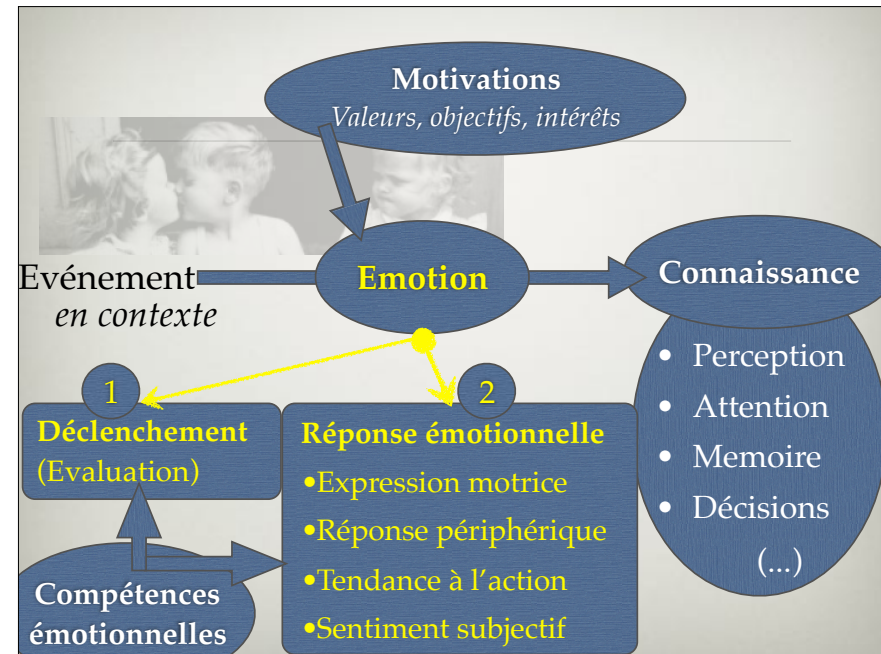 Motivations
Valeurs, objectifs, intérêts
Evénement
en contexte
Emotion
Connaissance
• Perception
• Attention
• Memoire
• Décisions
(...)
1
Déclenchement
(Evaluation)
2
Réponse émotionnelle
•Expression motrice
•Réponse périphérique
•Tendance à l'action
•Sentiment subjectif
Compétences
émotionnelles